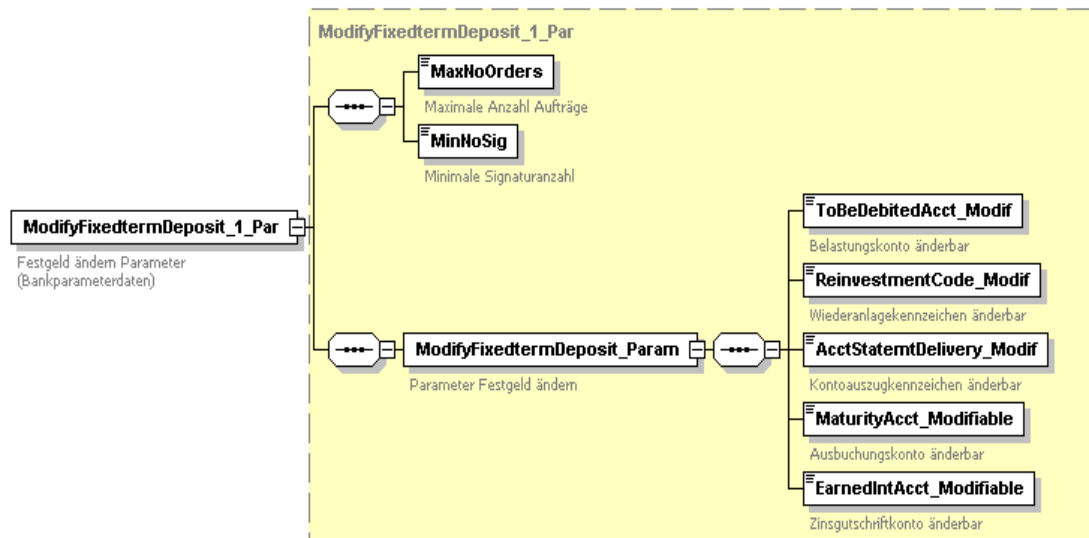 ModifyFixedtermDeposit_1_Par
MaxNoOrders
Maximale Anzahl Aufträge
MinNoSig
Minimale Signaturanzahl
ModifyFixedtermDeposit_1_Par
Festgeld ändern Parameter
(Bankparameterdaten)
ModifyFixedtermDeposit_Param
Parameter Festgeld ändern
ToBeDebitedAcct_Modif
Belastungskonto änderbar
ReinvestmentCode_Modif
Wiederanlagekennzeichen änderbar
AcctStatemtDelivery_Modif
Kontoauszugkennzeichen änderbar
MaturityAcct_Modifiable
Ausbuchungskonto änderbar
EarnedIntAcct_Modifiable
Zinsgutschriftkonto änderbar